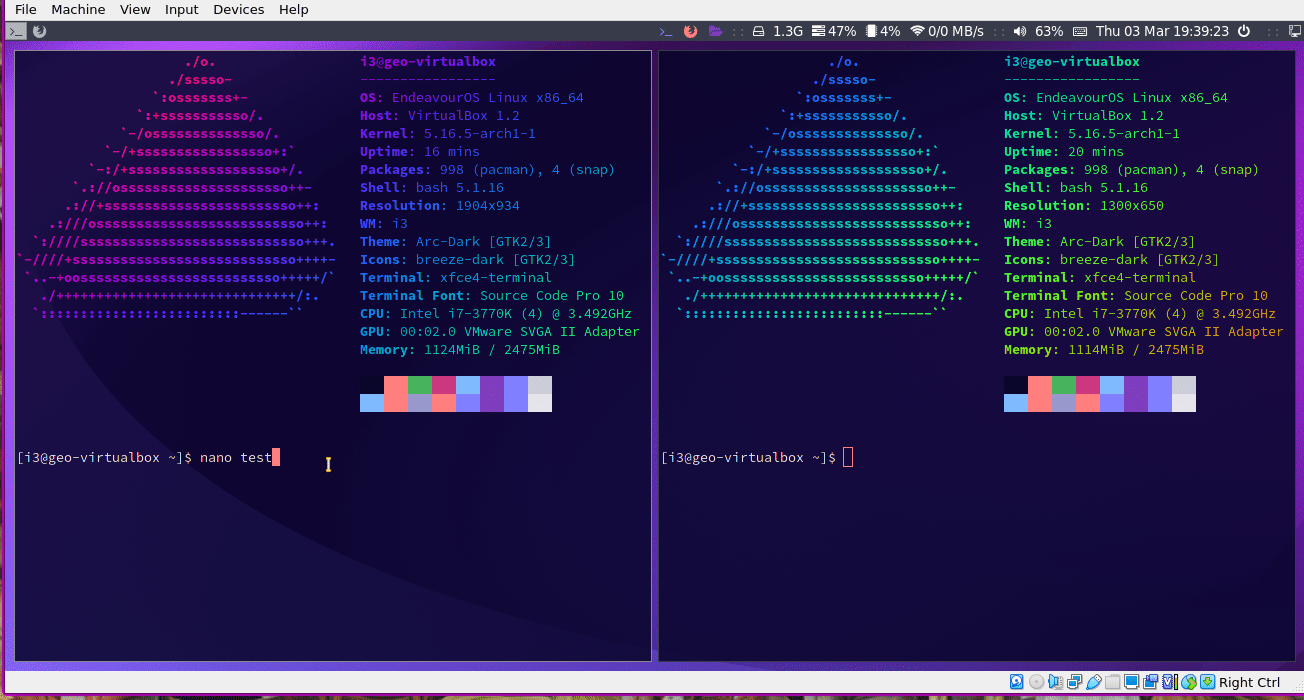 File Machine View Input Devices Help
>_ >_ :: 1.3G 47% 4% 0/0 MB/s :: 63% Thu 03 Mar 19:39:23 ::
./o.
./sssso-
`:osssssss+-
`:+sssssssssso/.
`-/ossssssssssssso/.
`-/+sssssssssssssssso+:`
`-:/+sssssssssssssssssso+/.
`.://osssssssssssssssssssso++-
.://+ssssssssssssssssssssssso++:
.:///ossssssssssssssssssssssssso++:
`:////ssssssssssssssssssssssssssso+++.
`-////+ssssssssssssssssssssssssssso++++-
`..-+oosssssssssssssssssssssssso+++++/`
./++++++++++++++++++++++++++++++/:.
`:::::::::::::::::::::::::------``
i3@geo-virtualbox
-----------------
OS: EndeavourOS Linux x86_64
Host: VirtualBox 1.2
Kernel: 5.16.5-arch1-1
Uptime: 16 mins
Packages: 998 (pacman), 4 (snap)
Shell: bash 5.1.16
Resolution: 1904x934
WM: i3
Theme: Arc-Dark [GTK2/3]
Icons: breeze-dark [GTK2/3]
Terminal: xfce4-terminal
Terminal Font: Source Code Pro 10
CPU: Intel i7-3770K (4) @ 3.492GHz
GPU: 00:02.0 VMware SVGA II Adapter
Memory: 1124MiB / 2475MiB
[i3@geo-virtualbox ~]$ nano test
./o.
./sssso-
`:osssssss+-
`:+sssssssssso/.
`-/ossssssssssssso/.
`-/+sssssssssssssssso+:`
`-:/+sssssssssssssssssso+/.
`.://osssssssssssssssssssso++-
.://+ssssssssssssssssssssssso++:
.:///ossssssssssssssssssssssssso++:
`:////ssssssssssssssssssssssssssso+++.
`-////+ssssssssssssssssssssssssssso++++-
`..-+oosssssssssssssssssssssssso+++++/`
./++++++++++++++++++++++++++++++/:.
`:::::::::::::::::::::::::------``
i3@geo-virtualbox
-----------------
OS: EndeavourOS Linux x86_64
Host: VirtualBox 1.2
Kernel: 5.16.5-arch1-1
Uptime: 20 mins
Packages: 998 (pacman), 4 (snap)
Shell: bash 5.1.16
Resolution: 1300x650
WM: i3
Theme: Arc-Dark [GTK2/3]
Icons: breeze-dark [GTK2/3]
Terminal: xfce4-terminal
Terminal Font: Source Code Pro 10
CPU: Intel i7-3770K (4) @ 3.492GHz
GPU: 00:02.0 VMware SVGA II Adapter
Memory: 1114MiB / 2475MiB
[i3@geo-virtualbox ~]$
Right Ctrl